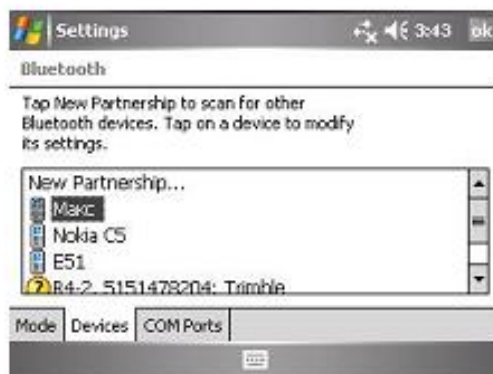 Settings 3:43 ok
Bluetooth
Tap New Partnership to scan for other
Bluetooth devices. Tap on a device to modify
its settings.
New Partnership...
Макс
Nokia C5
E51
R4-2, 5151478204: Trimble
Mode Devices COM Ports